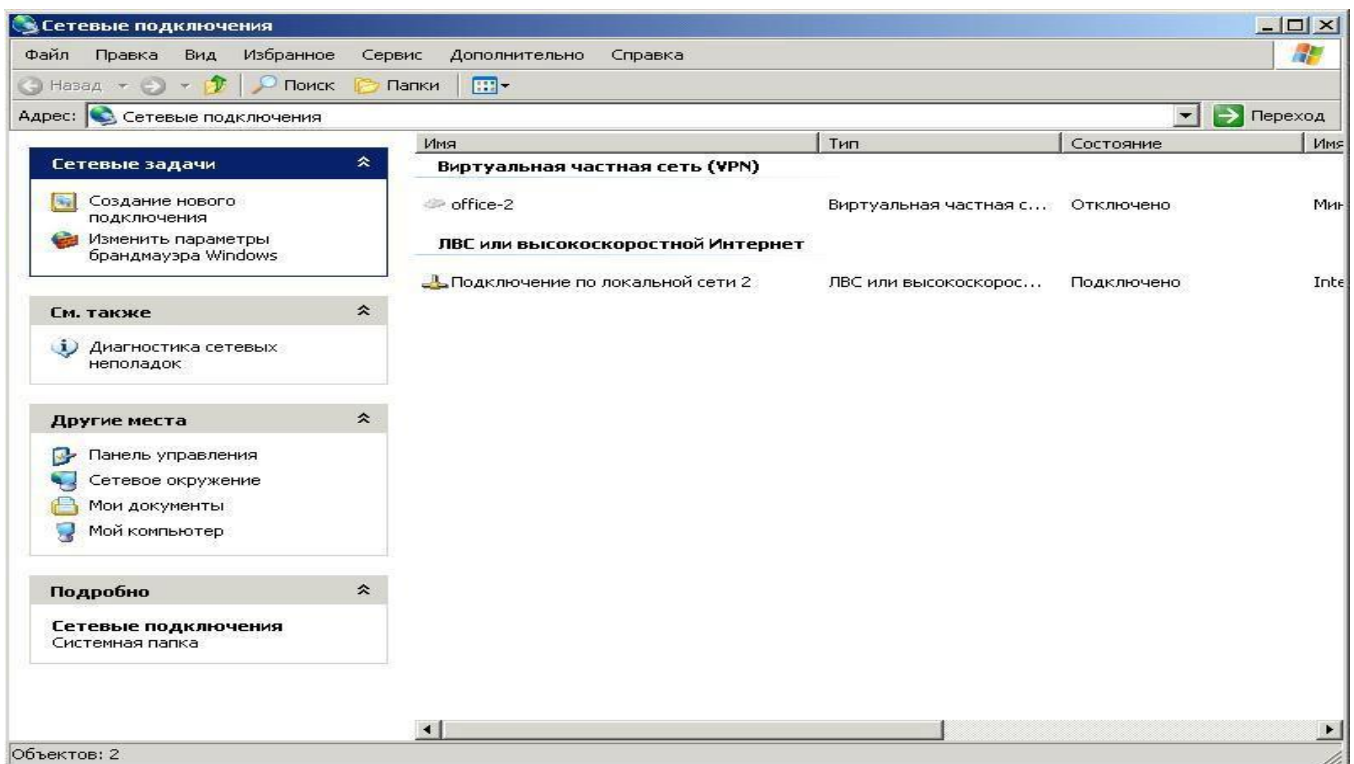 Сетевые подключения
Файл Правка Вид Избранное Сервис Дополнительно Справка
Назад Поиск Папки
Адрес: Сетевые подключения Переход
Сетевые задачи
Создание нового
подключения
Изменить параметры
брандмауэра Windows
См. также
Диагностика сетевых
неполадок
Другие места
Панель управления
Сетевое окружение
Мои документы
Мой компьютер
Подробно
Сетевые подключения
Системная папка
Имя Тип Состояние Имя
Виртуальная частная сеть (VPN)
office-2 Виртуальная частная с... Отключено Мин
ЛВС или высокоскоростной Интернет
Подключение по локальной сети 2 ЛВС или высокоскорос... Подключено Inte
Объектов: 2